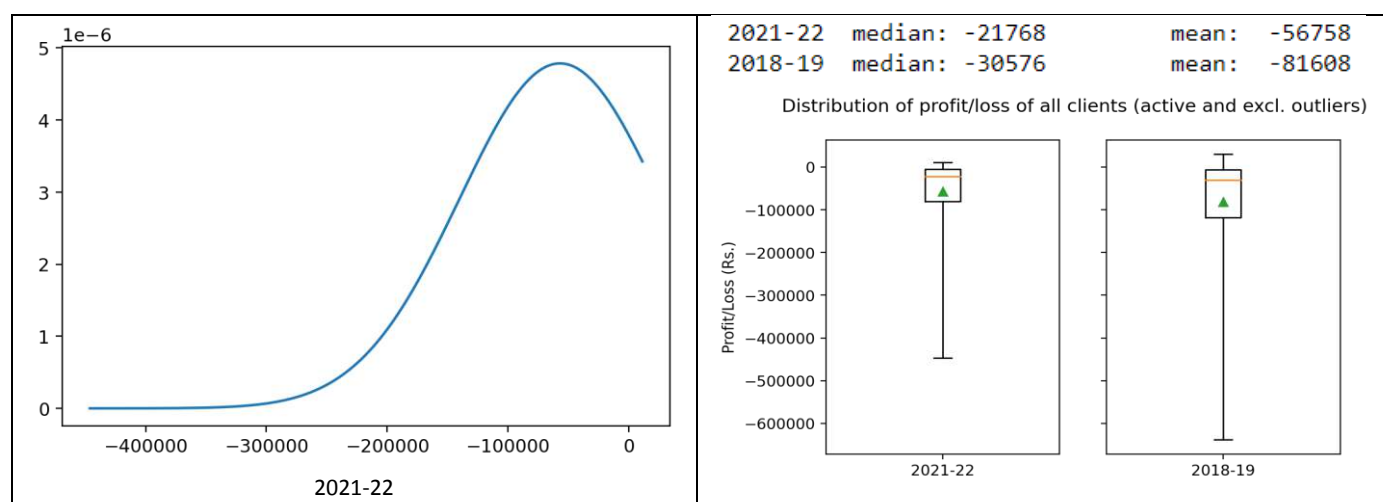 1e−6
5
4
3
2
1
0
−400000 −300000 −200000 −100000 0
2021-22
2021-22 median: -21768 mean: -56758
2018-19 median: -30576 mean: -81608
Distribution of profit/loss of all clients (active and excl. outliers)
Profit/Loss (Rs.)
0
−100000
−200000
−300000
−400000
−500000
−600000
2021-22 2018-19